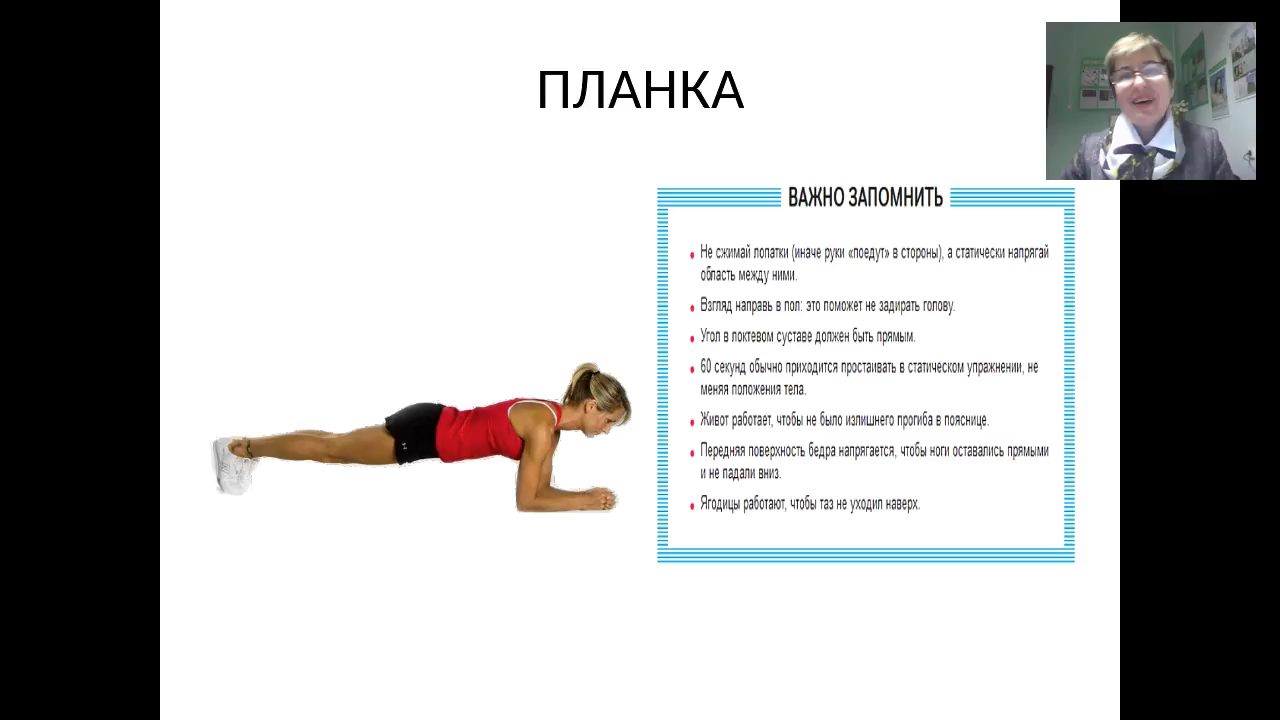 ПЛАНКА
ВАЖНО ЗАПОМНИТЬ
Не сжимай лопатки (иначе руки «поедут» в стороны), а статически напрягай
область между ними.
Взгляд направь в пол: это поможет не задирать голову.
Угол в локтевом суставе должен быть прямым.
60 секунд обычно приходится простаивать в статическом упражнении, не
меняя положения тела.
Живот работает, чтобы не было излишнего прогиба в пояснице.
Передняя поверхность бедра напрягается, чтобы ноги оставались прямыми
и не падали вниз.
Ягодицы работают, чтобы таз не уходил наверх.